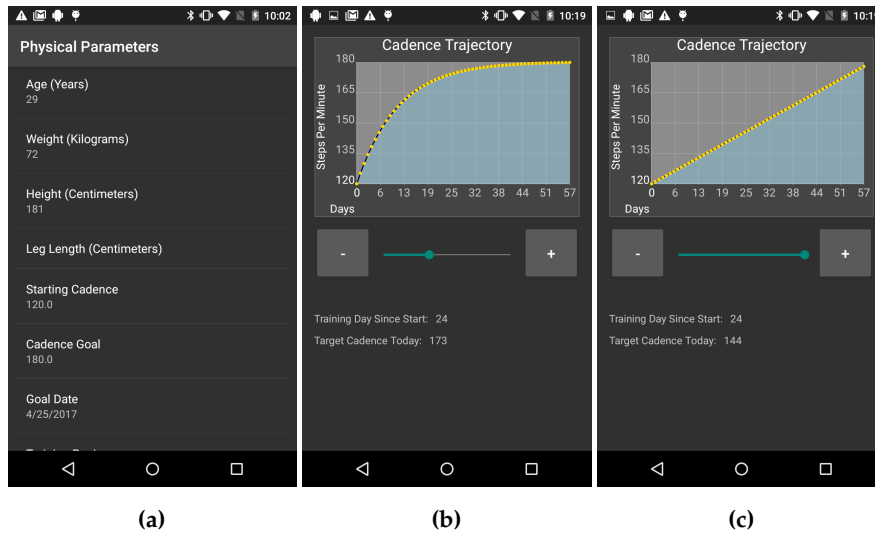 10:02
Physical Parameters
Age (Years)
29
Weight (Kilograms)
72
Height (Centimeters)
181
Leg Length (Centimeters)
Starting Cadence
120.0
Cadence Goal
180.0
Goal Date
4/25/2017
10:19
Cadence Trajectory
Steps Per Minute
180
165
150
135
120
0 6 13 19 25 32 38 44 51 57
Days
- +
Training Day Since Start: 24
Target Cadence Today: 173
10:19
Cadence Trajectory
Steps Per Minute
180
165
150
135
120
0 6 13 19 25 32 38 44 51 57
Days
- +
Training Day Since Start: 24
Target Cadence Today: 144
(a) (b) (c)